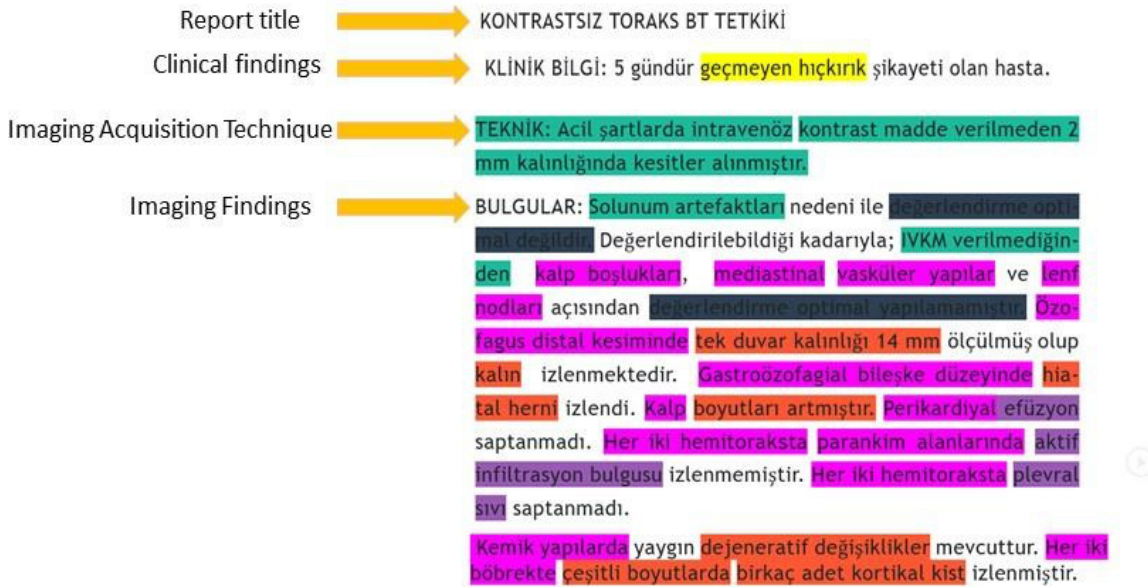 Report title
KONTRASTSIZ TORAKS BT TETKİKİ
Clinical findings
KLİNİK BİLGİ: 5 gündür geçmeyen hıçkırık şikayeti olan hasta.
Imaging Acquisition Technique
TEKNİK: Acil şartlarda intravenöz kontrast madde verilmeden 2
mm kalınlığında kesitler alınmıştır.
Imaging Findings
BULGULAR: Solunum artefaktları nedeni ile değerlendirme opti-
mal değildir. Değerlendirilebildiği kadarıyla; IVKM verilmediğin-
den kalp boşlukları, mediastinal vasküler yapılar ve lenf
nodları açısından değerlendirme optimal yapılamamıştır. Özo-
fagus distal kesiminde tek duvar kalınlığı 14 mm ölçülmüş olup
kalın izlenmektedir. Gastroözofagial bileşke düzeyinde hia-
tal herni izlendi. Kalp boyutları artmıştır. Perikardiyal efüzyon
saptanmadı. Her iki hemitoraksta parankim alanlarında aktif
infiltrasyon bulgusu izlenmemiştir. Her iki hemitoraksta plevral
sıvı saptanmadı.
Kemik yapılarda yaygın dejeneratif değişiklikler mevcuttur. Her iki
böbrekte çeşitli boyutlarda birkaç adet kortikal kist izlenmiştir.